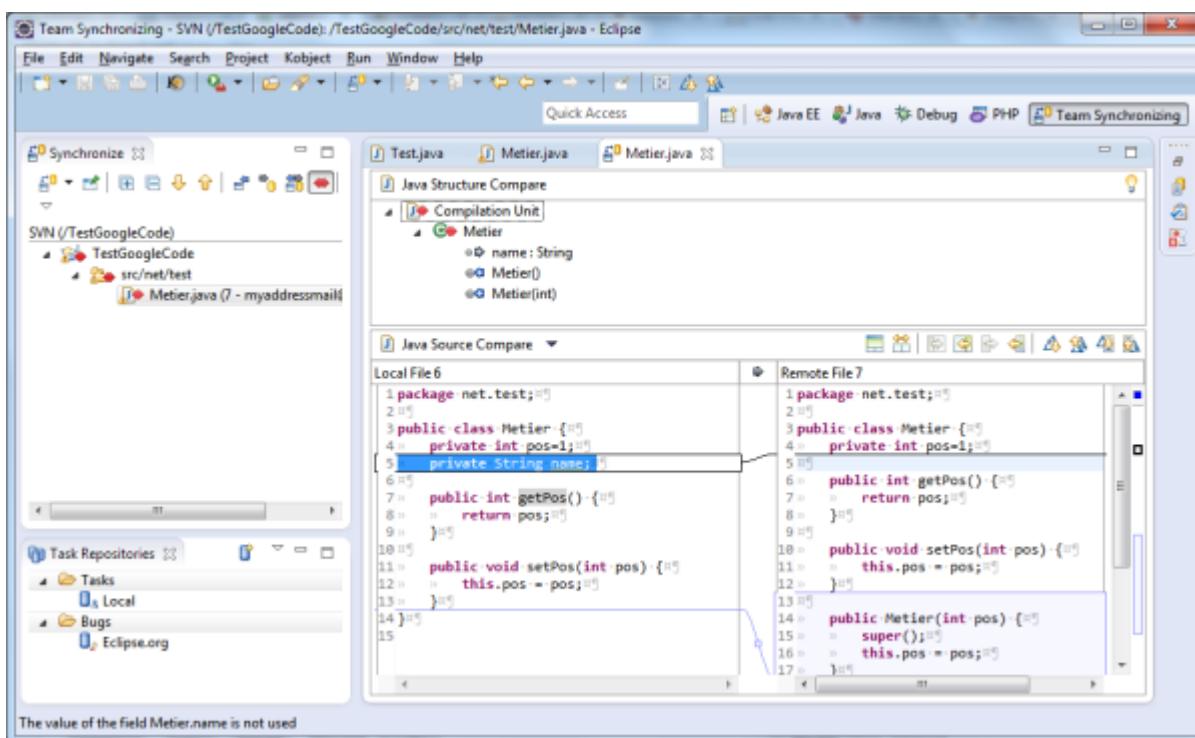 Team Synchronizing - SVN (/TestGoogleCode): /TestGoogleCode/src/net/test/Metier.java - Eclipse
File Edit Navigate Search Project Kobject Run Window Help
Quick Access
Java EE Java Debug PHP Team Synchronizing
Synchronize
SVN (/TestGoogleCode)
TestGoogleCode
src/net/test
Metier.java (7 - myaddressmail
Task Repositories
Tasks
Local
Bugs
Eclipse.org
Test.java Metier.java Metier.java
Java Structure Compare
Compilation Unit
Metier
name : String
Metier()
Metier(int)
Java Source Compare
Local File 6
1 package net.test;
2
3 public class Metier {
4 private int pos=1;
5 private String name;
6
7 public int getPos() {
8 return pos;
9 }
10
11 public void setPos(int pos) {
12 this.pos = pos;
13 }
14 }
15
Remote File 7
1 package net.test;
2
3 public class Metier {
4 private int pos=1;
5
6 public int getPos() {
7 return pos;
8 }
9
10 public void setPos(int pos) {
11 this.pos = pos;
12 }
13
14 public Metier(int pos) {
15 super();
16 this.pos = pos;
17 }
The value of the field Metier.name is not used